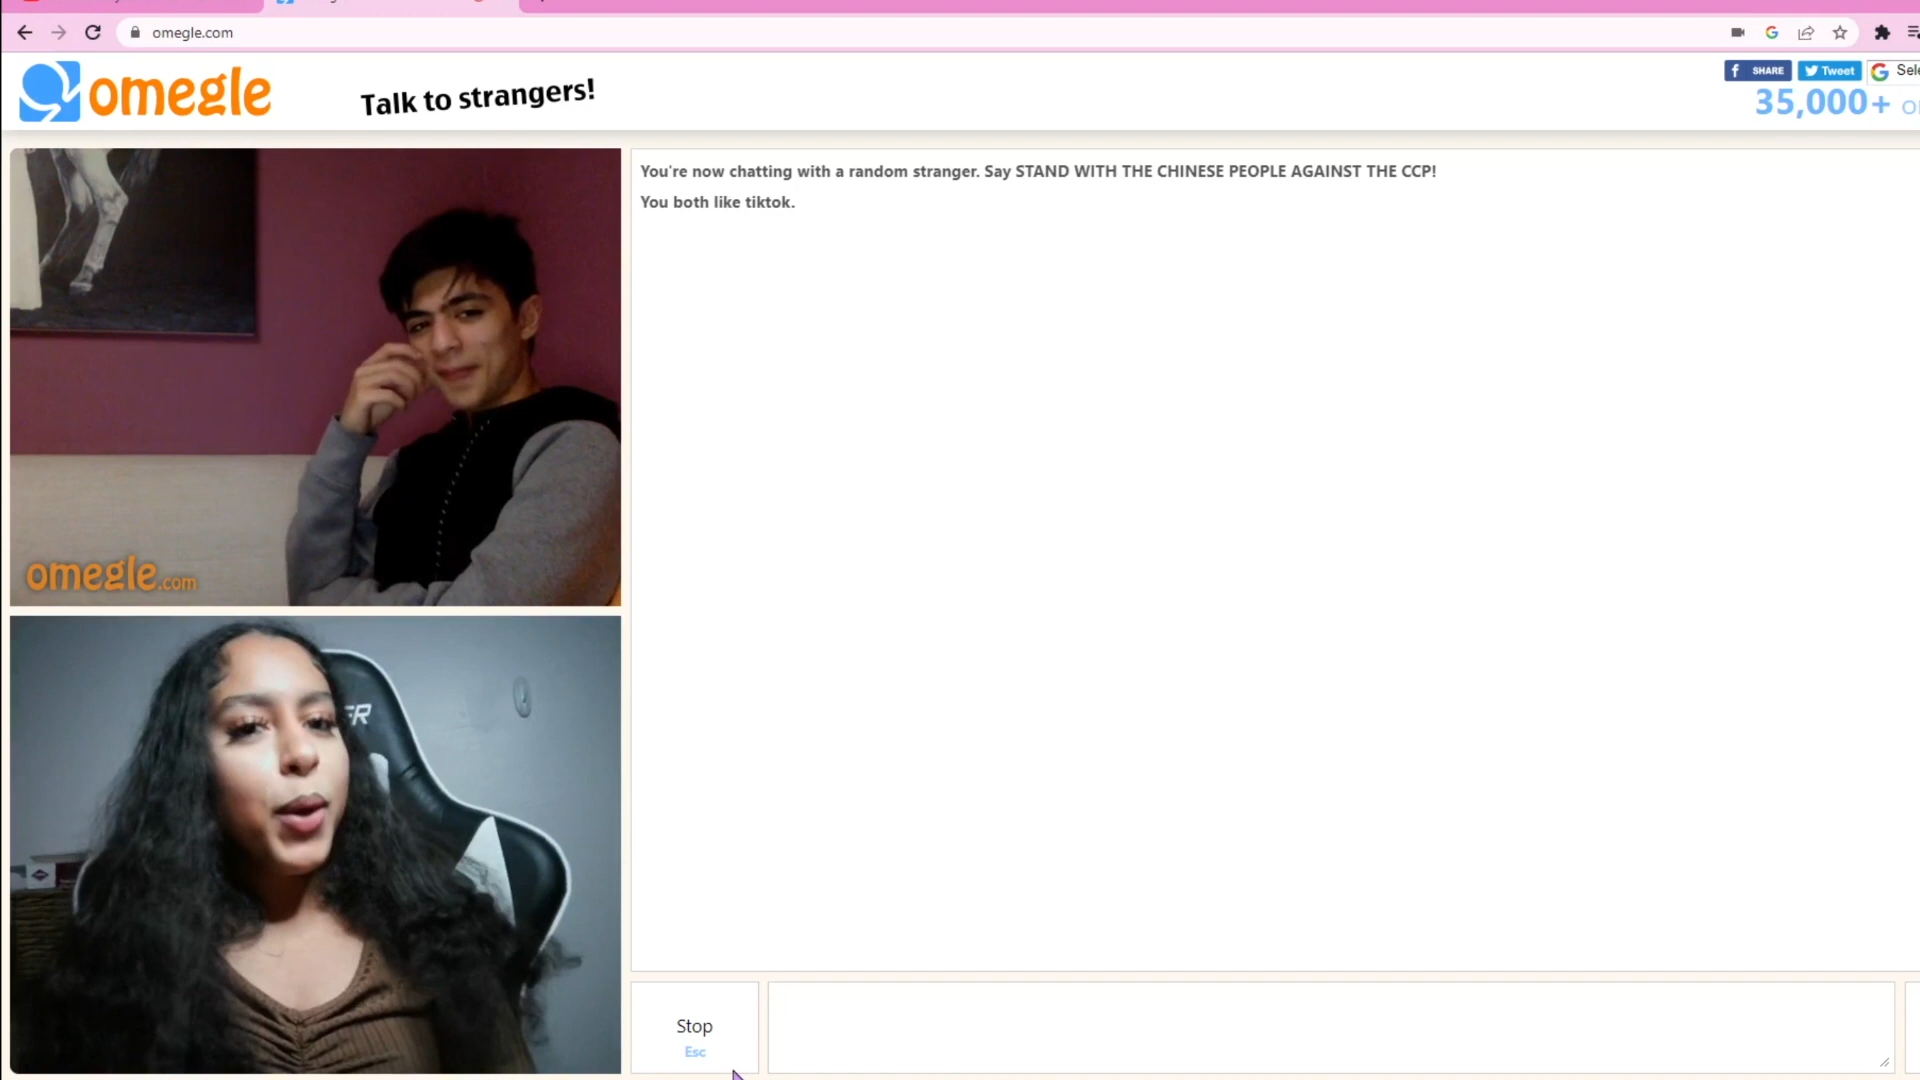 omegle.com
omegle
Talk to strangers!
SHARE
Tweet
35,000+
You're now chatting with a random stranger. Say STAND WITH THE CHINESE PEOPLE AGAINST THE CCP!
You both like tiktok.
omegle.com
Stop
Esc